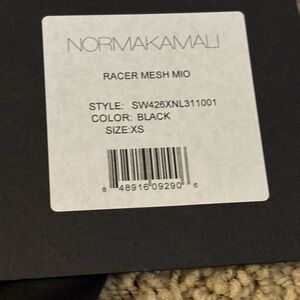 NORMAKAMALI
RACER MESH MIO
STYLE: SW426XNL311001
COLOR: BLACK
SIZE:XS
8 48916 09290 6